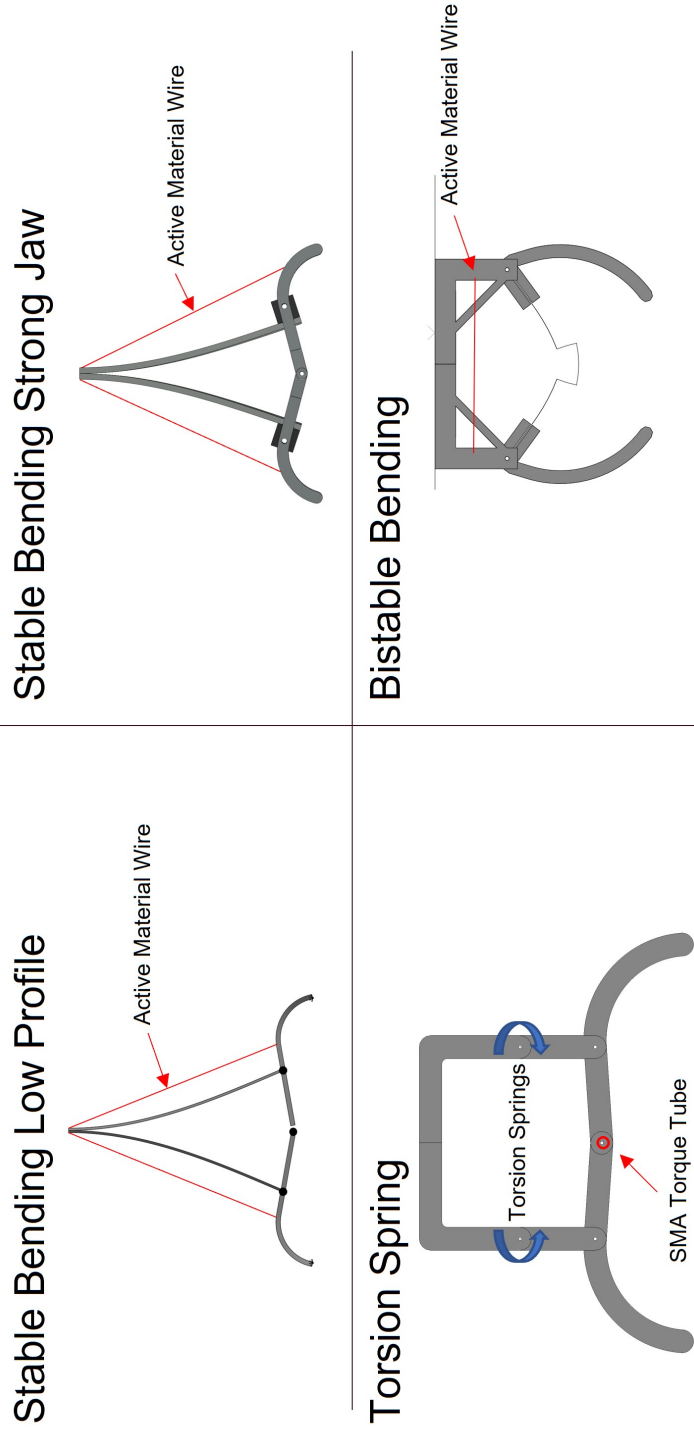 Stable Bending Low Profile
Active Material Wire
Stable Bending Strong Jaw
Active Material Wire
Torsion Spring
Torsion Springs
SMA Torque Tube
Bistable Bending
Active Material Wire